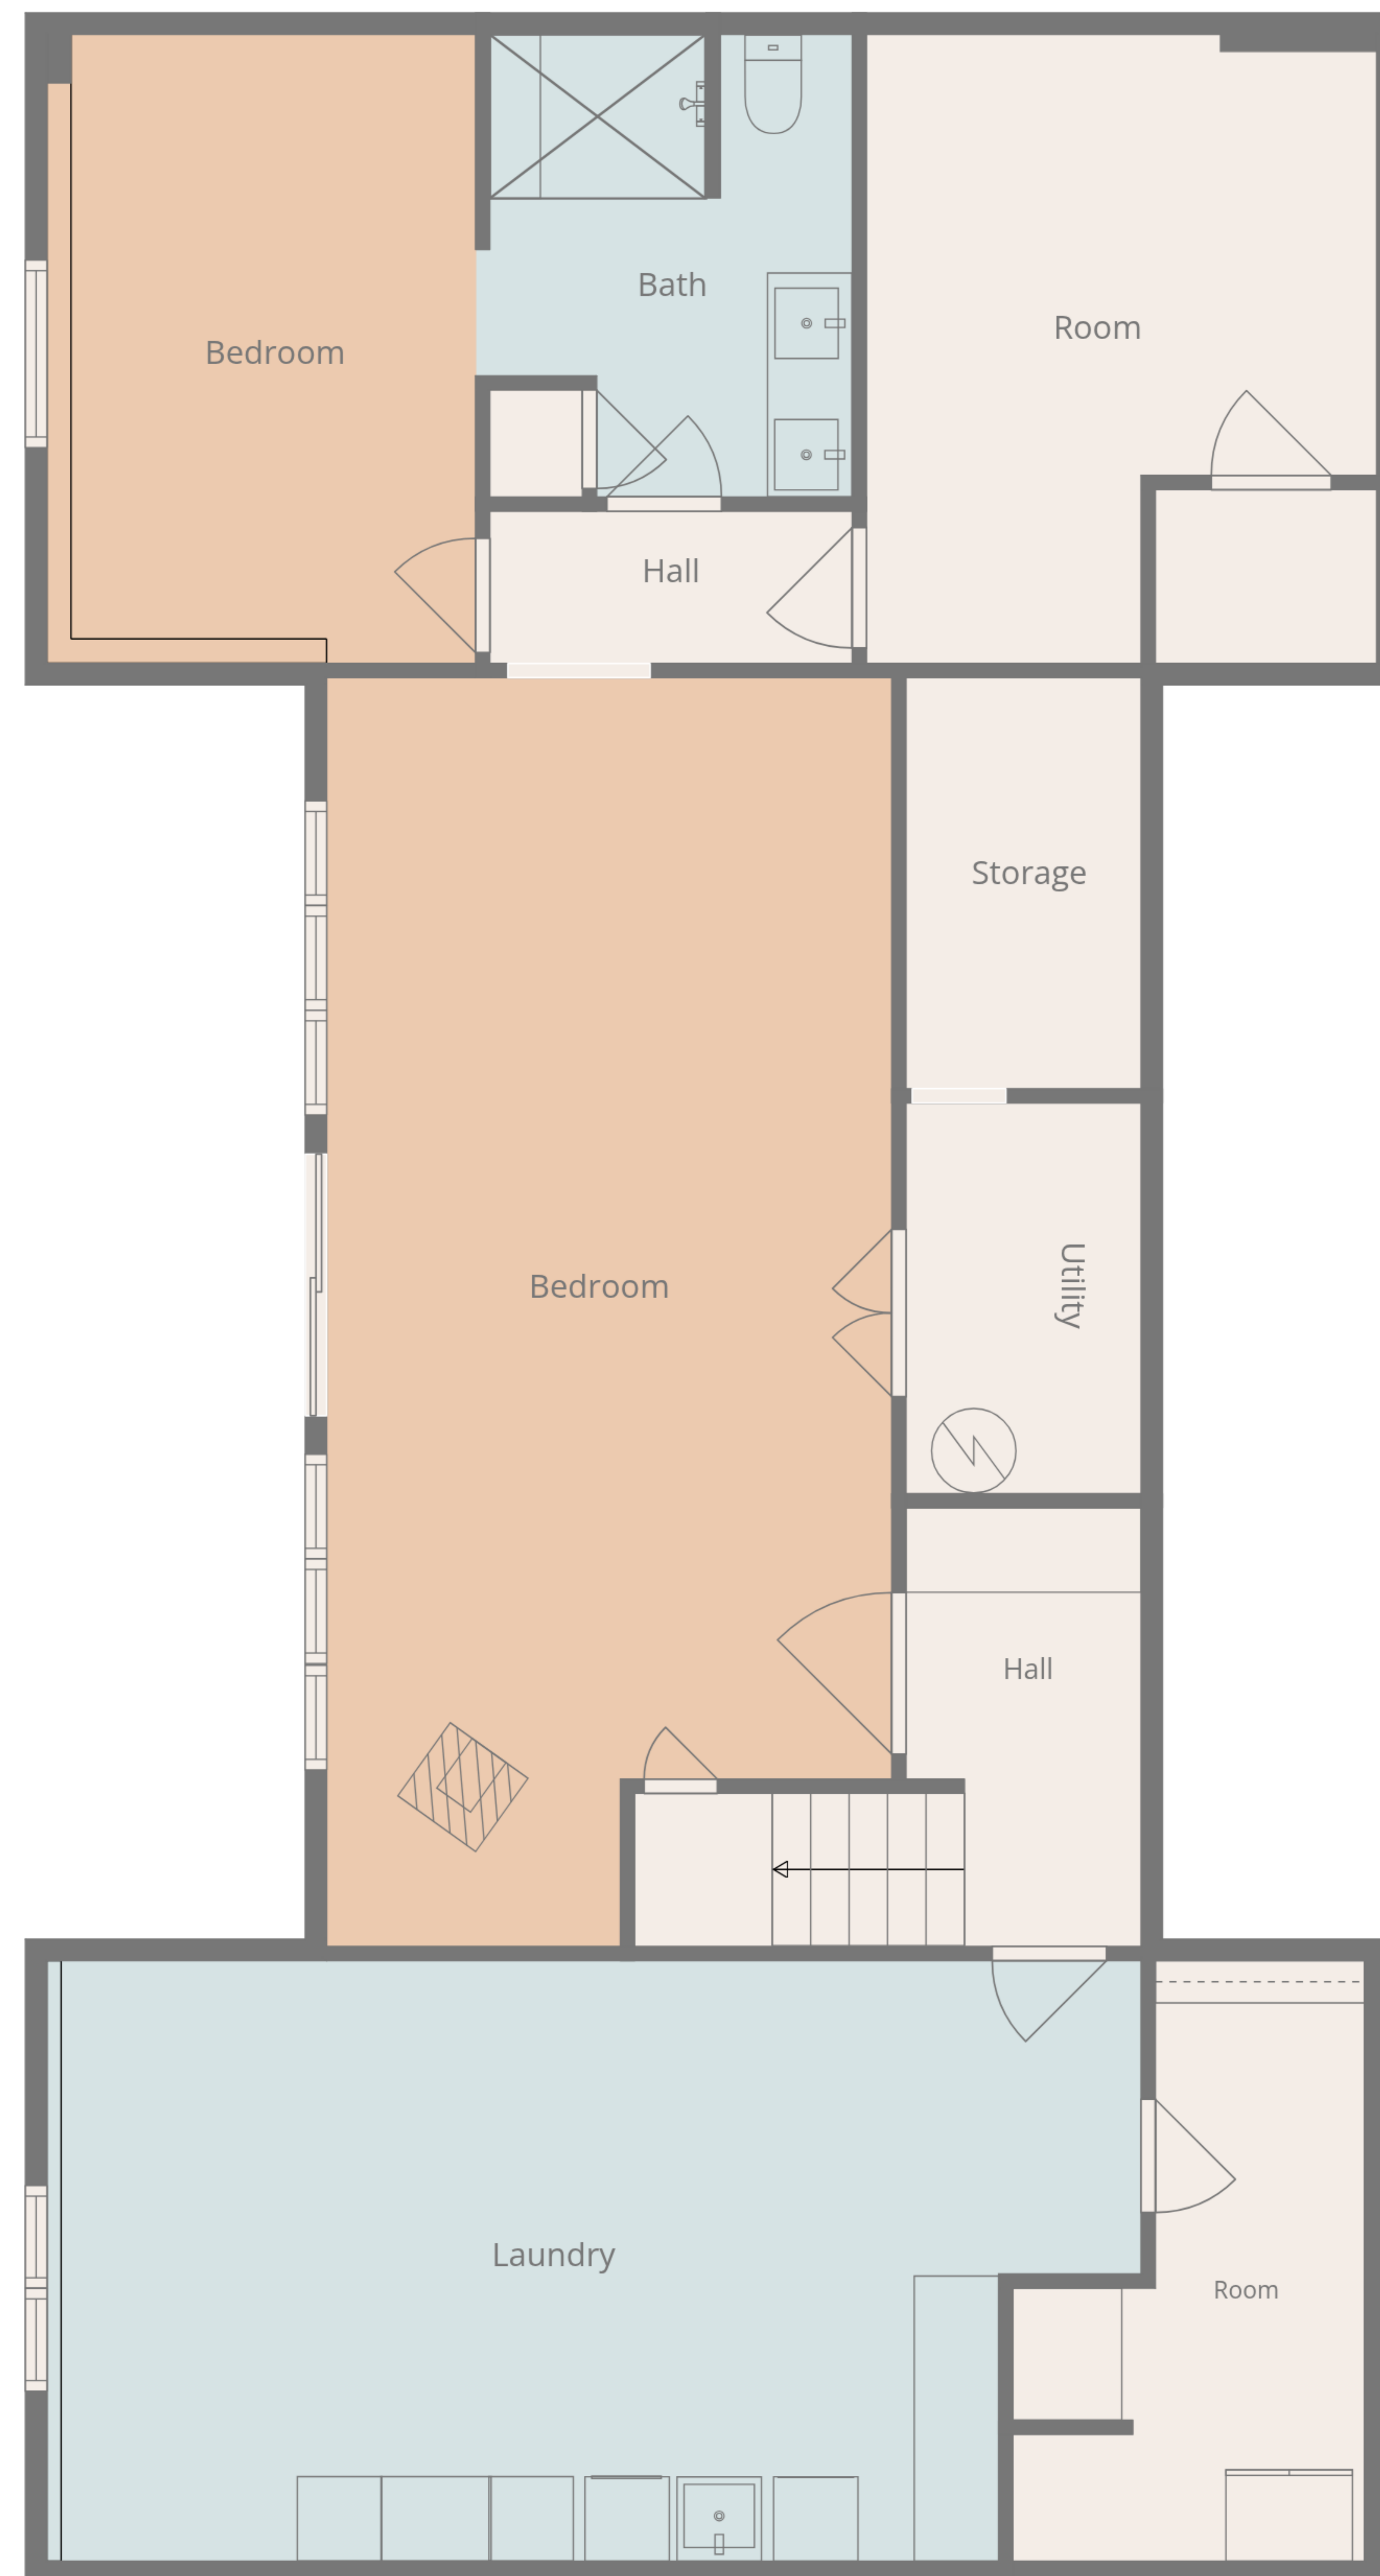 Bath
Room
Bedroom
Hall
Storage
Utility
Bedroom
Hall
Laundry
Room